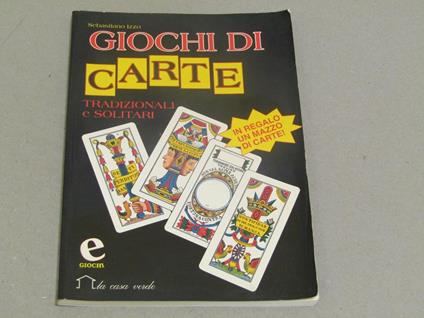 Sebastiano Izzo
GIOCHI DI
CARTE
TRADIZIONALI
e SOLITARI
IN REGALO
UN MAZZO
DI CARTE!
e
GIOCHI
la casa verde